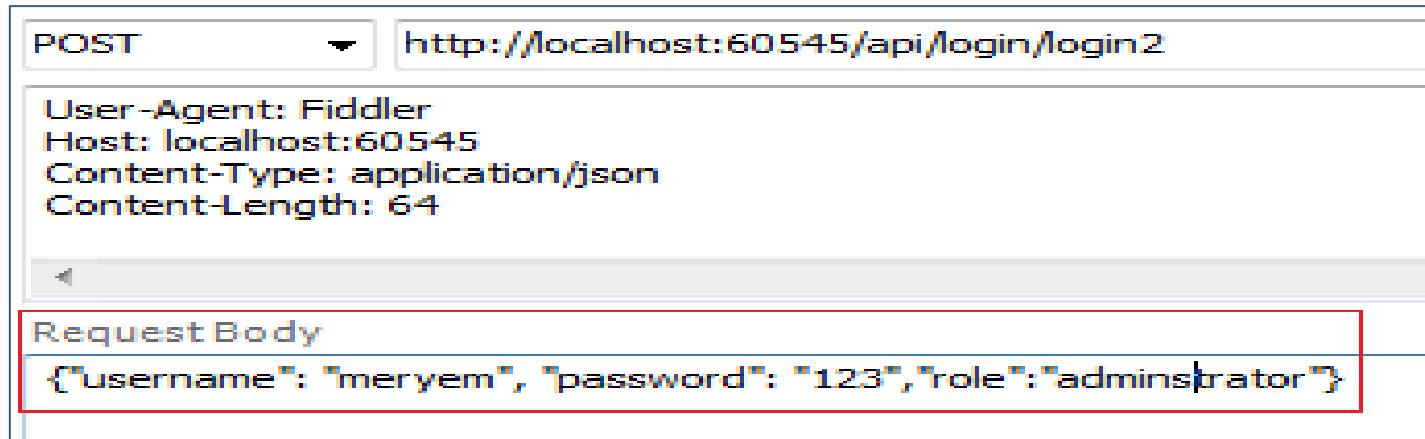 POST http://localhost:60545/api/login/login2
User-Agent: Fiddler
Host: localhost:60545
Content-Type: application/json
Content-Length: 64
Request Body
{"username": "meryem", "password": "123","role":"adminstrator"}